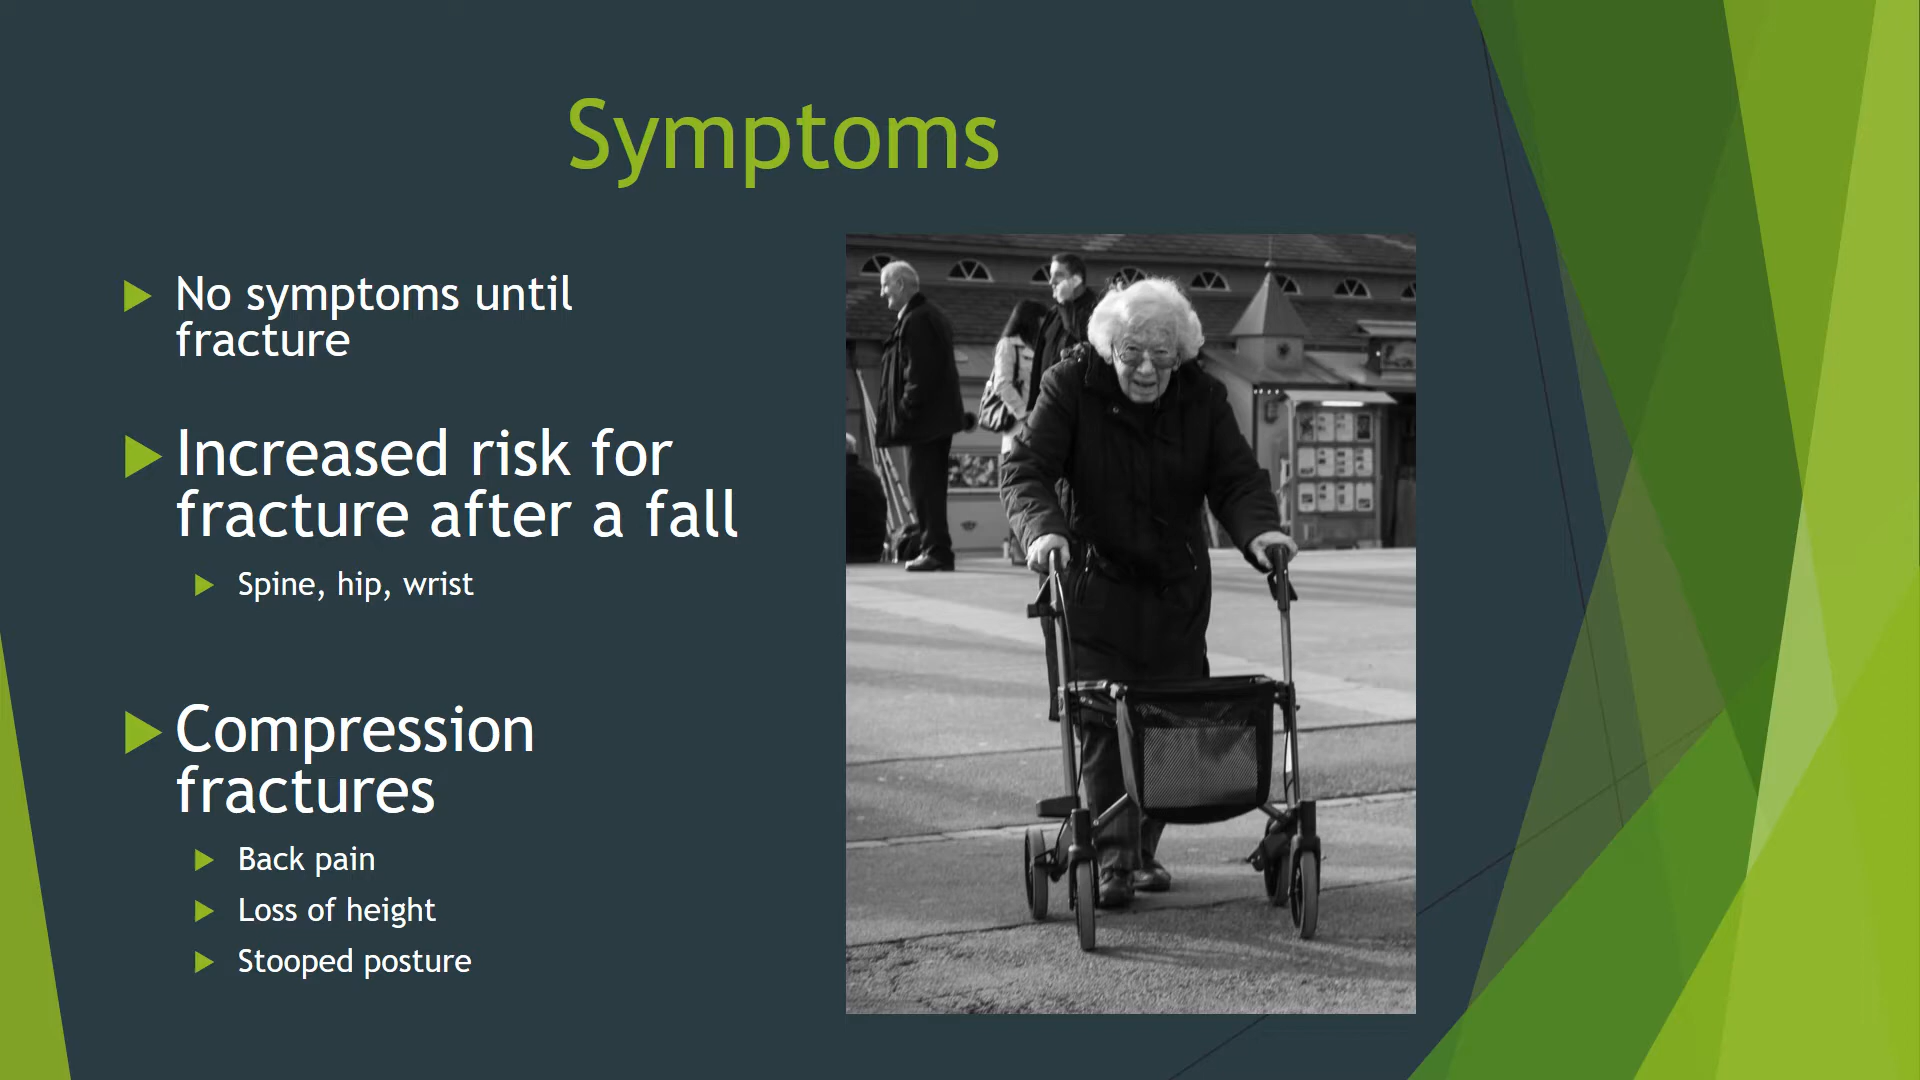 Symptoms
No symptoms until
fracture
Increased risk for
fracture after a fall
Spine, hip, wrist
Compression
fractures
Back pain
Loss of height
Stooped posture